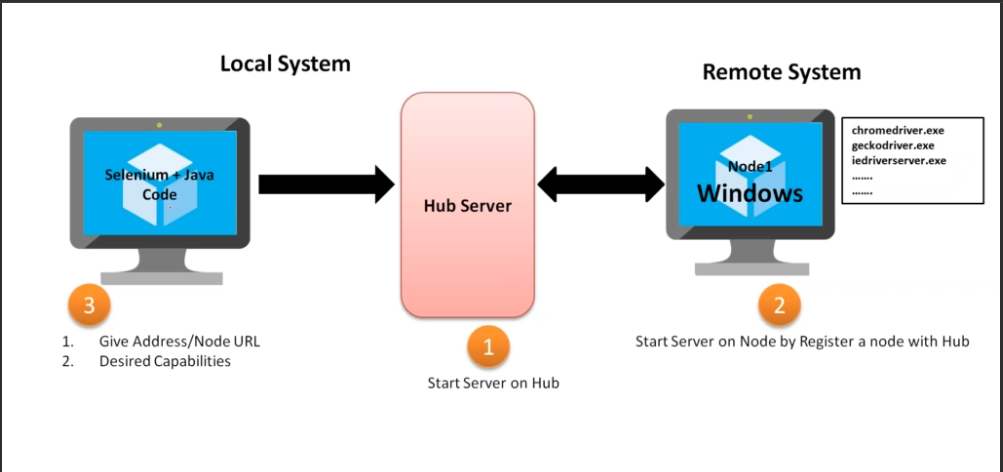 Local System
Remote System
Selenium + Java
Code
Hub Server
Node1
Windows
chromedriver.exe
geckodriver.exe
iedriverserver.exe
.......
.......
3
1. Give Address/Node URL
2. Desired Capabilities
1
Start Server on Hub
2
Start Server on Node by Register a node with Hub